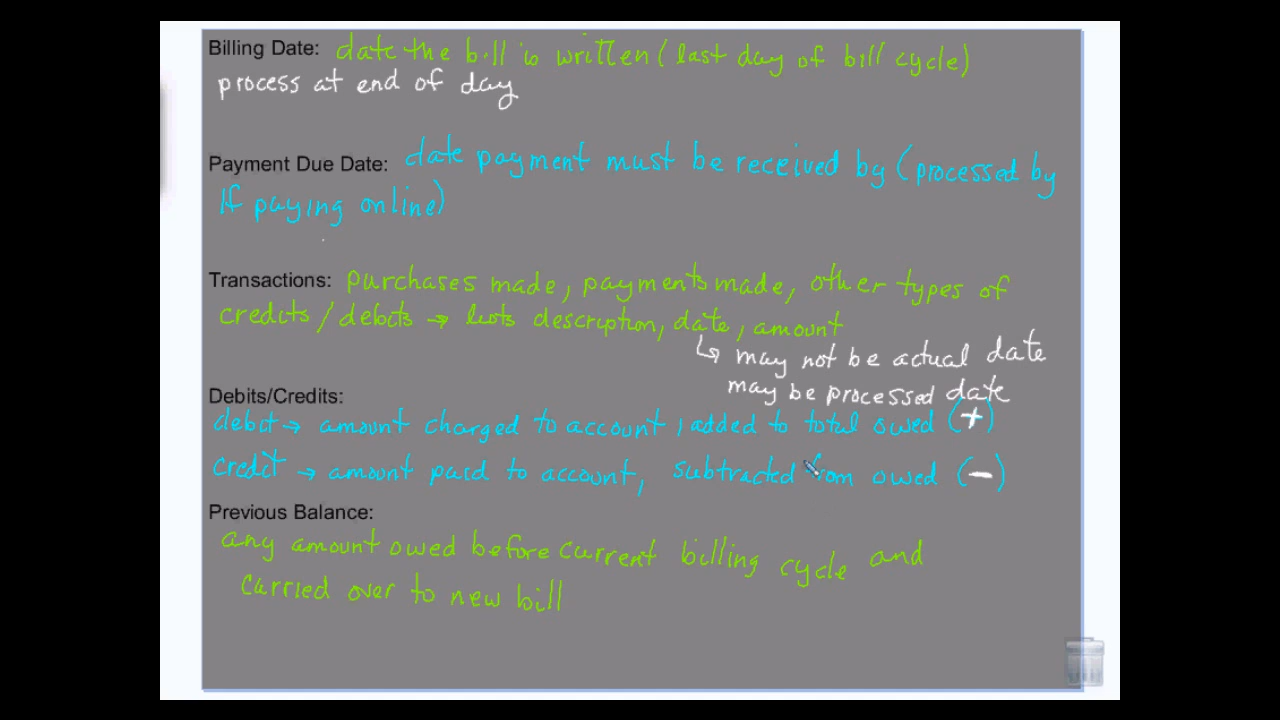 Billing Date: date the bill is written (last day of bill cycle)
process at end of day
Payment Due Date: date payment must be received by (processed by
If paying online)
Transactions: purchases made, payments made, other types of
credits/debits → lists description, date, amount
↳ may not be actual date
may be processed date
Debits/Credits:
debit → amount charged to account, added to total owed (+)
credit → amount paid to account, subtracted from owed (-)
Previous Balance:
any amount owed before current billing cycle and
carried over to new bill